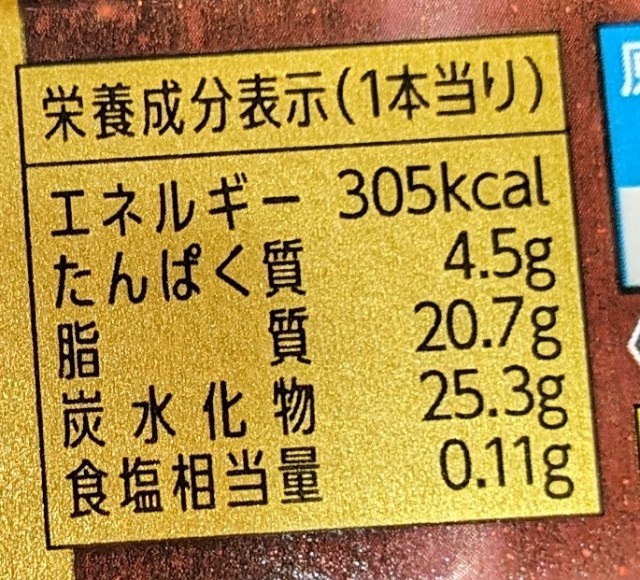 栄養成分表示(1本当り)
エネルギー 305kcal
たんぱく質 4.5g
脂質 20.7g
炭水化物 25.3g
食塩相当量 0.11g